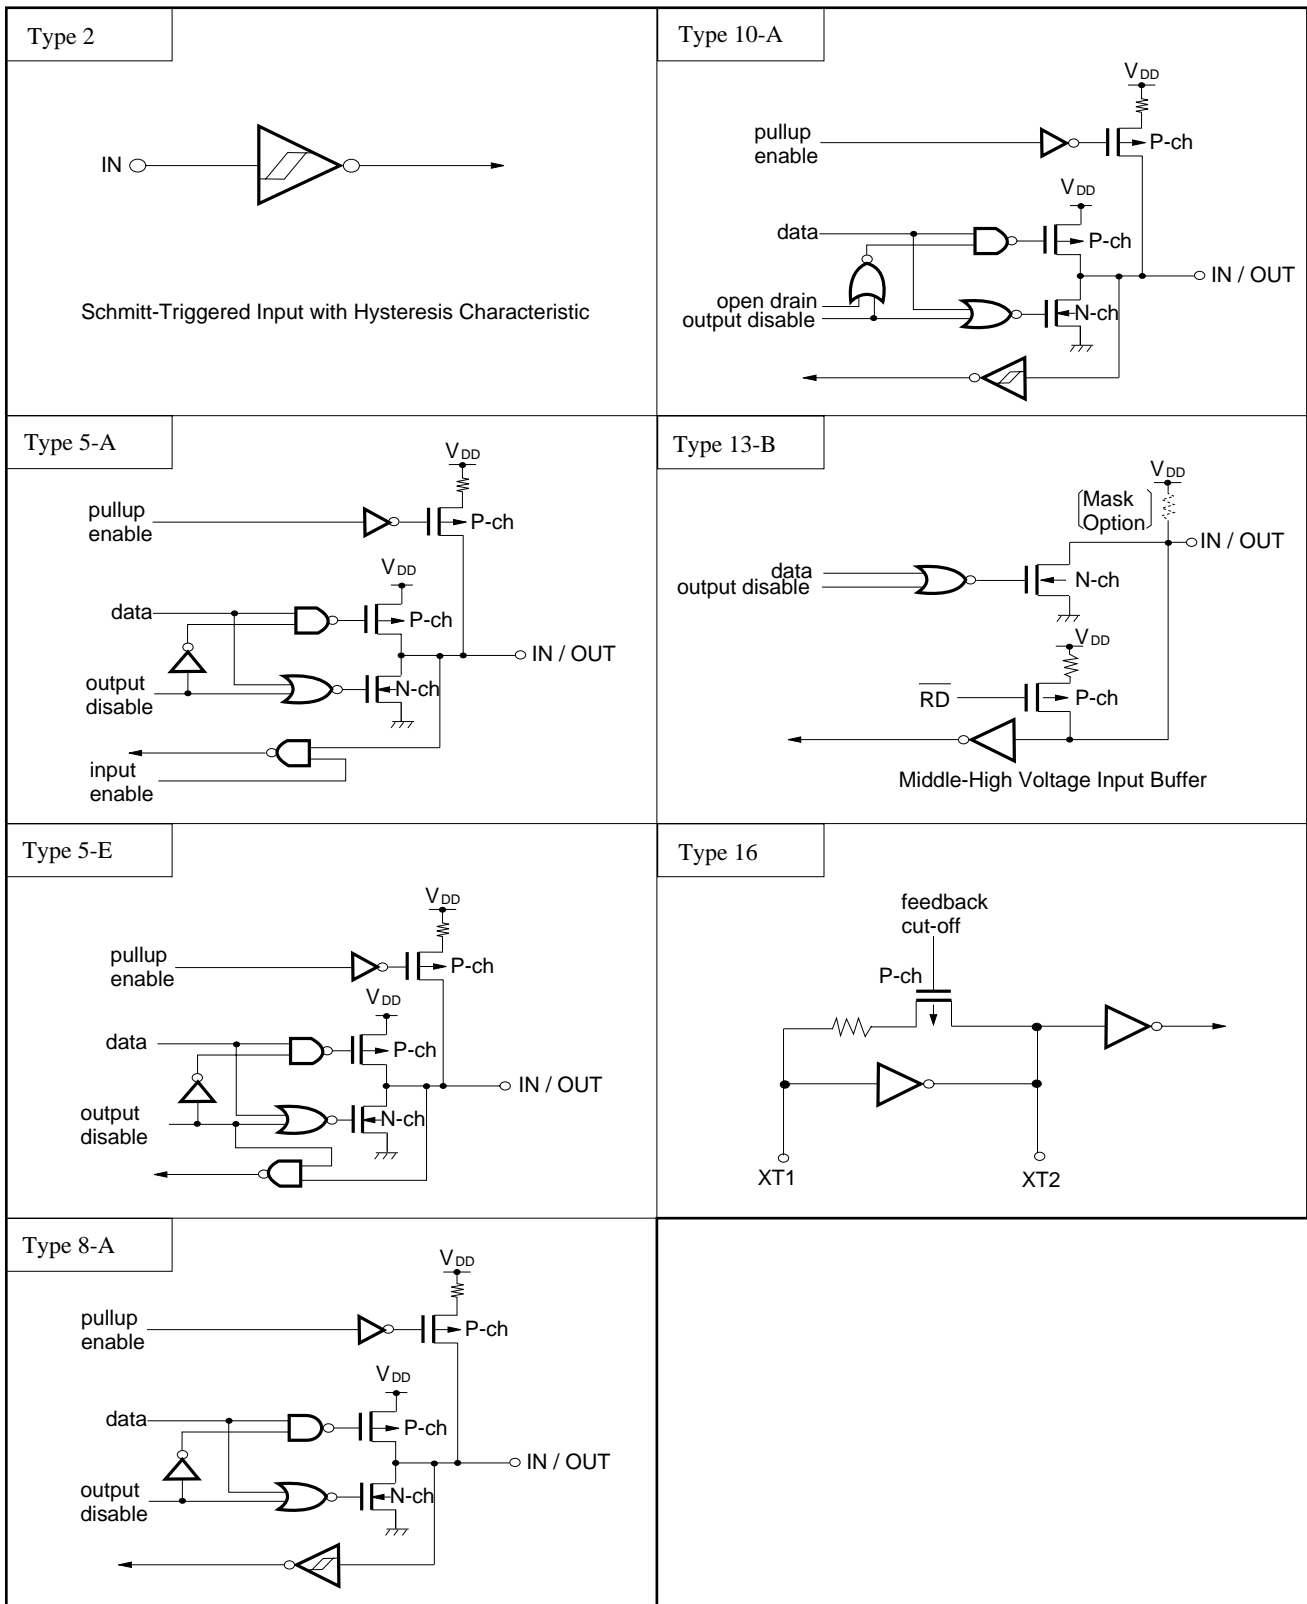 Type 2
IN
Schmitt-Triggered Input with Hysteresis Characteristic
Type 10-A
VDD
pullup
enable
P-ch
VDD
data
P-ch
IN / OUT
open drain
output disable
N-ch
Type 5-A
VDD
pullup
enable
P-ch
VDD
data
P-ch
IN / OUT
output
disable
N-ch
input
enable
Type 13-B
VDD
Mask
Option
IN / OUT
data
output disable
N-ch
VDD
RD
P-ch
Middle-High Voltage Input Buffer
Type 5-E
VDD
pullup
enable
P-ch
VDD
data
P-ch
IN / OUT
output
disable
N-ch
Type 16
feedback
cut-off
P-ch
XT1
XT2
Type 8-A
VDD
pullup
enable
P-ch
VDD
data
P-ch
IN / OUT
output
disable
N-ch